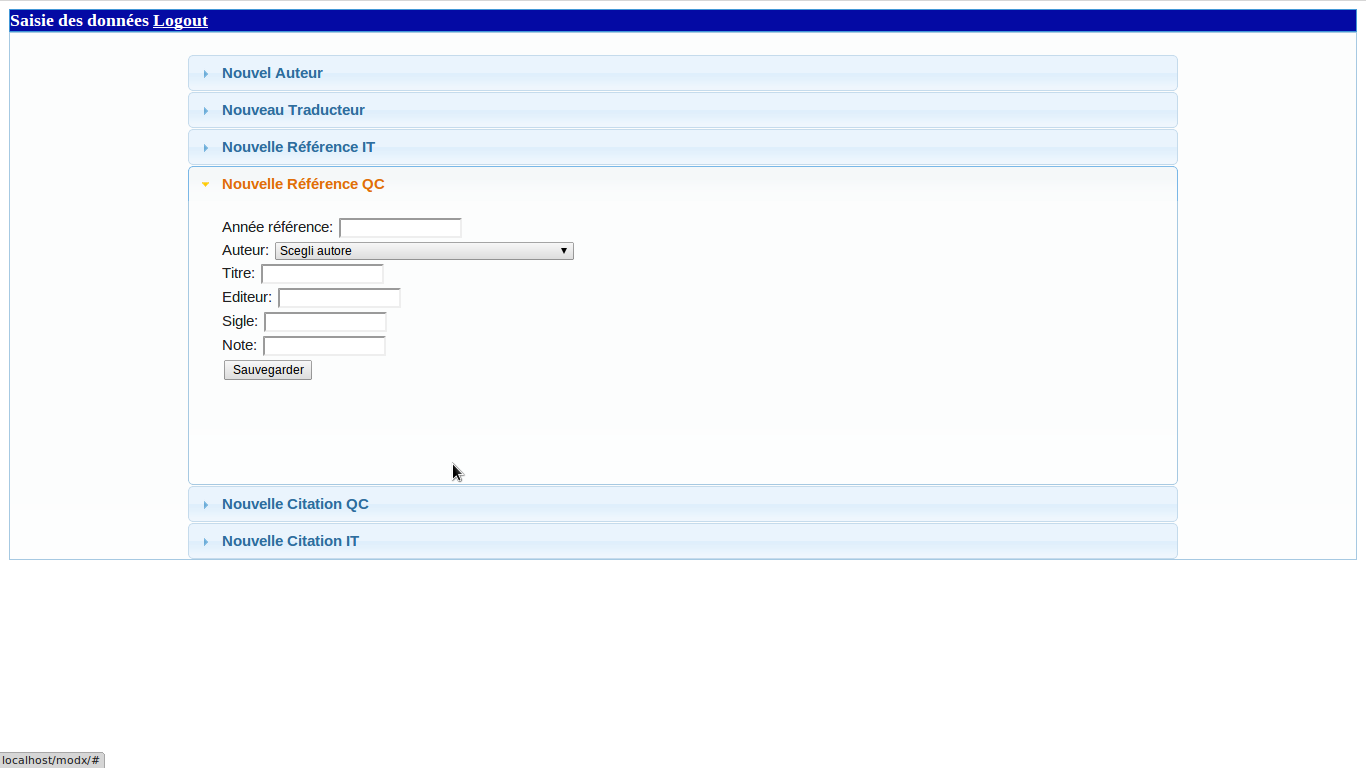 Saisie des données Logout
Nouvel Auteur
Nouveau Traducteur
Nouvelle Référence IT
Nouvelle Référence QC
Année référence:
Auteur: Scegli autore
Titre:
Editeur:
Sigle:
Note:
Sauvegarder
Nouvelle Citation QC
Nouvelle Citation IT
localhost/modx/#